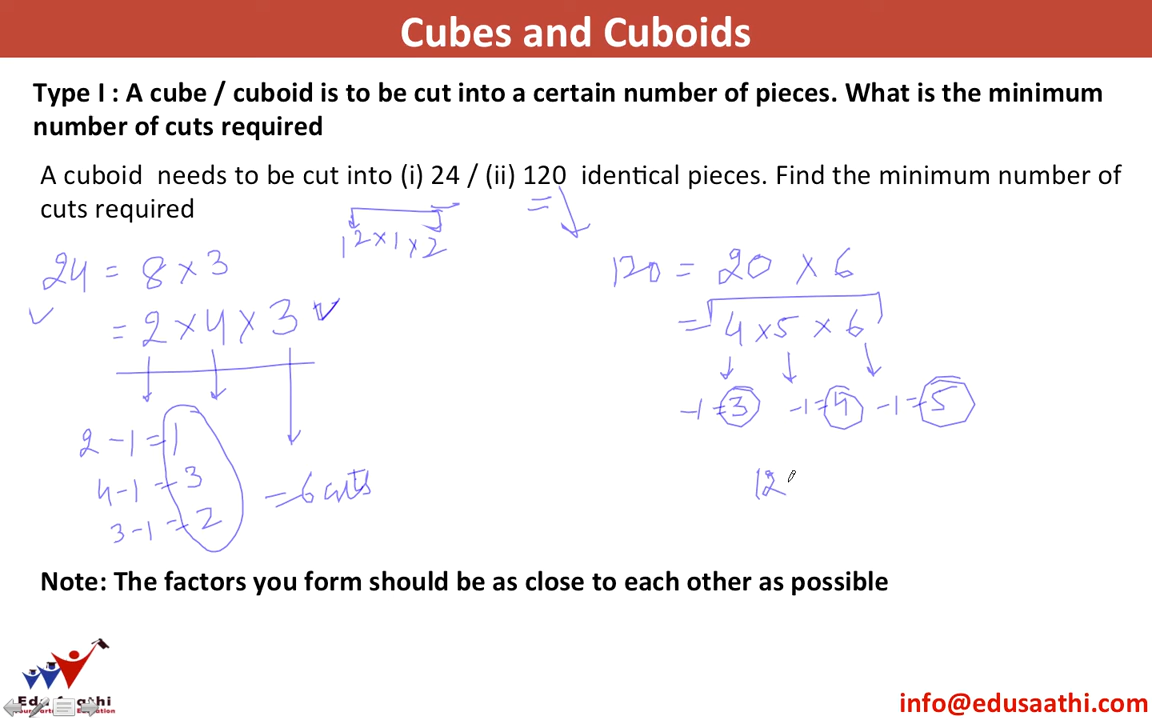 Cubes and Cuboids
Type I : A cube / cuboid is to be cut into a certain number of pieces. What is the minimum
number of cuts required
A cuboid needs to be cut into (i) 24 / (ii) 120 identical pieces. Find the minimum number of
cuts required
12 × 1 × 2
24 = 8 × 3
= 2 × 4 × 3
2 - 1 = 1
4 - 1 = 3
3 - 1 = 2
= 6 cuts
120 = 20 × 6
= 4 × 5 × 6
-1 = 3 -1 = 4 -1 = 5
12
Note: The factors you form should be as close to each other as possible
info@edusaathi.com